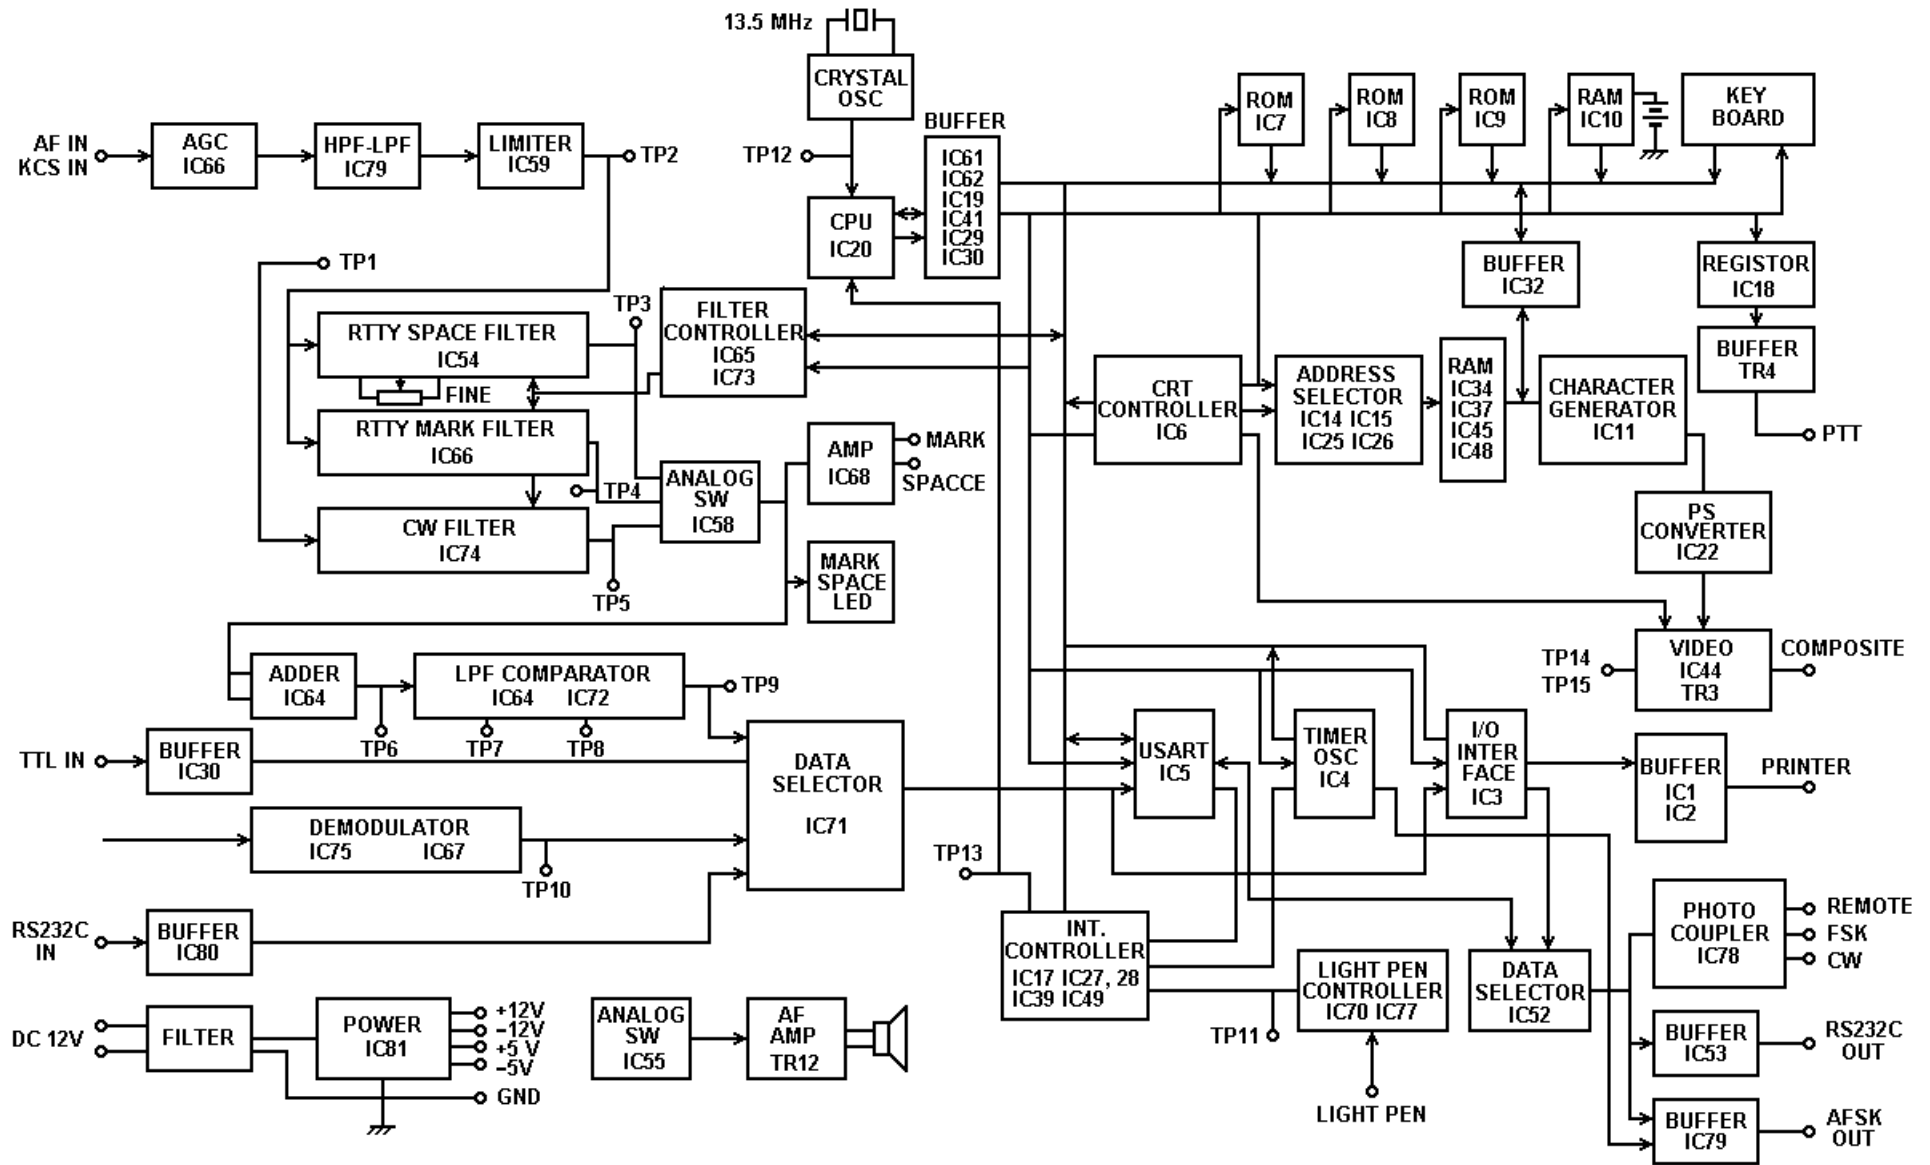 13.5 MHz
CRYSTAL
OSC
BUFFER
IC61
IC62
IC19
IC41
IC29
IC30
ROM
IC7
ROM
IC8
ROM
IC9
RAM
IC10
KEY
BOARD
AF IN
KCS IN
AGC
IC66
HPF-LPF
IC79
LIMITER
IC59
TP2
TP12
CPU
IC20
TP1
BUFFER
IC32
REGISTOR
IC18
BUFFER
TR4
PTT
TP3
FILTER
CONTROLLER
IC65
IC73
RTTY SPACE FILTER
IC54
FINE
RTTY MARK FILTER
IC66
TP4
CW FILTER
IC74
TP5
ANALOG
SW
IC58
AMP
IC68
MARK
SPACCE
MARK
SPACE
LED
CRT
CONTROLLER
IC6
ADDRESS
SELECTOR
IC14 IC15
IC25 IC26
RAM
IC34
IC37
IC45
IC48
CHARACTER
GENERATOR
IC11
PS
CONVERTER
IC22
TP14
TP15
VIDEO
IC44
TR3
COMPOSITE
ADDER
IC64
LPF COMPARATOR
IC64 IC72
TP9
TP6
TP7
TP8
TTL IN
BUFFER
IC30
DATA
SELECTOR
IC71
USART
IC5
TIMER
OSC
IC4
I/O
INTER
FACE
IC3
BUFFER
IC1
IC2
PRINTER
DEMODULATOR
IC75 IC67
TP10
TP13
RS232C
IN
BUFFER
IC80
INT.
CONTROLLER
IC17 IC27, 28
IC39 IC49
LIGHT PEN
CONTROLLER
IC70 IC77
TP11
LIGHT PEN
DATA
SELECTOR
IC52
PHOTO
COUPLER
IC78
REMOTE
FSK
CW
DC 12V
FILTER
POWER
IC81
+12V
–12V
+5 V
–5V
GND
ANALOG
SW
IC55
AF
AMP
TR12
BUFFER
IC53
RS232C
OUT
BUFFER
IC79
AFSK
OUT